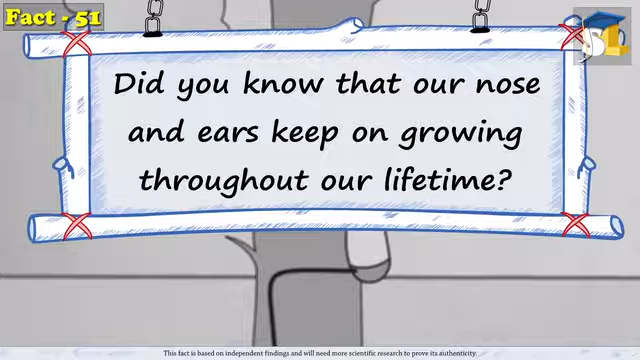 Fact - 51
SL
Did you know that our nose
and ears keep on growing
throughout our lifetime?
This fact is based on independent findings and will need more scientific research to prove its authenticity.